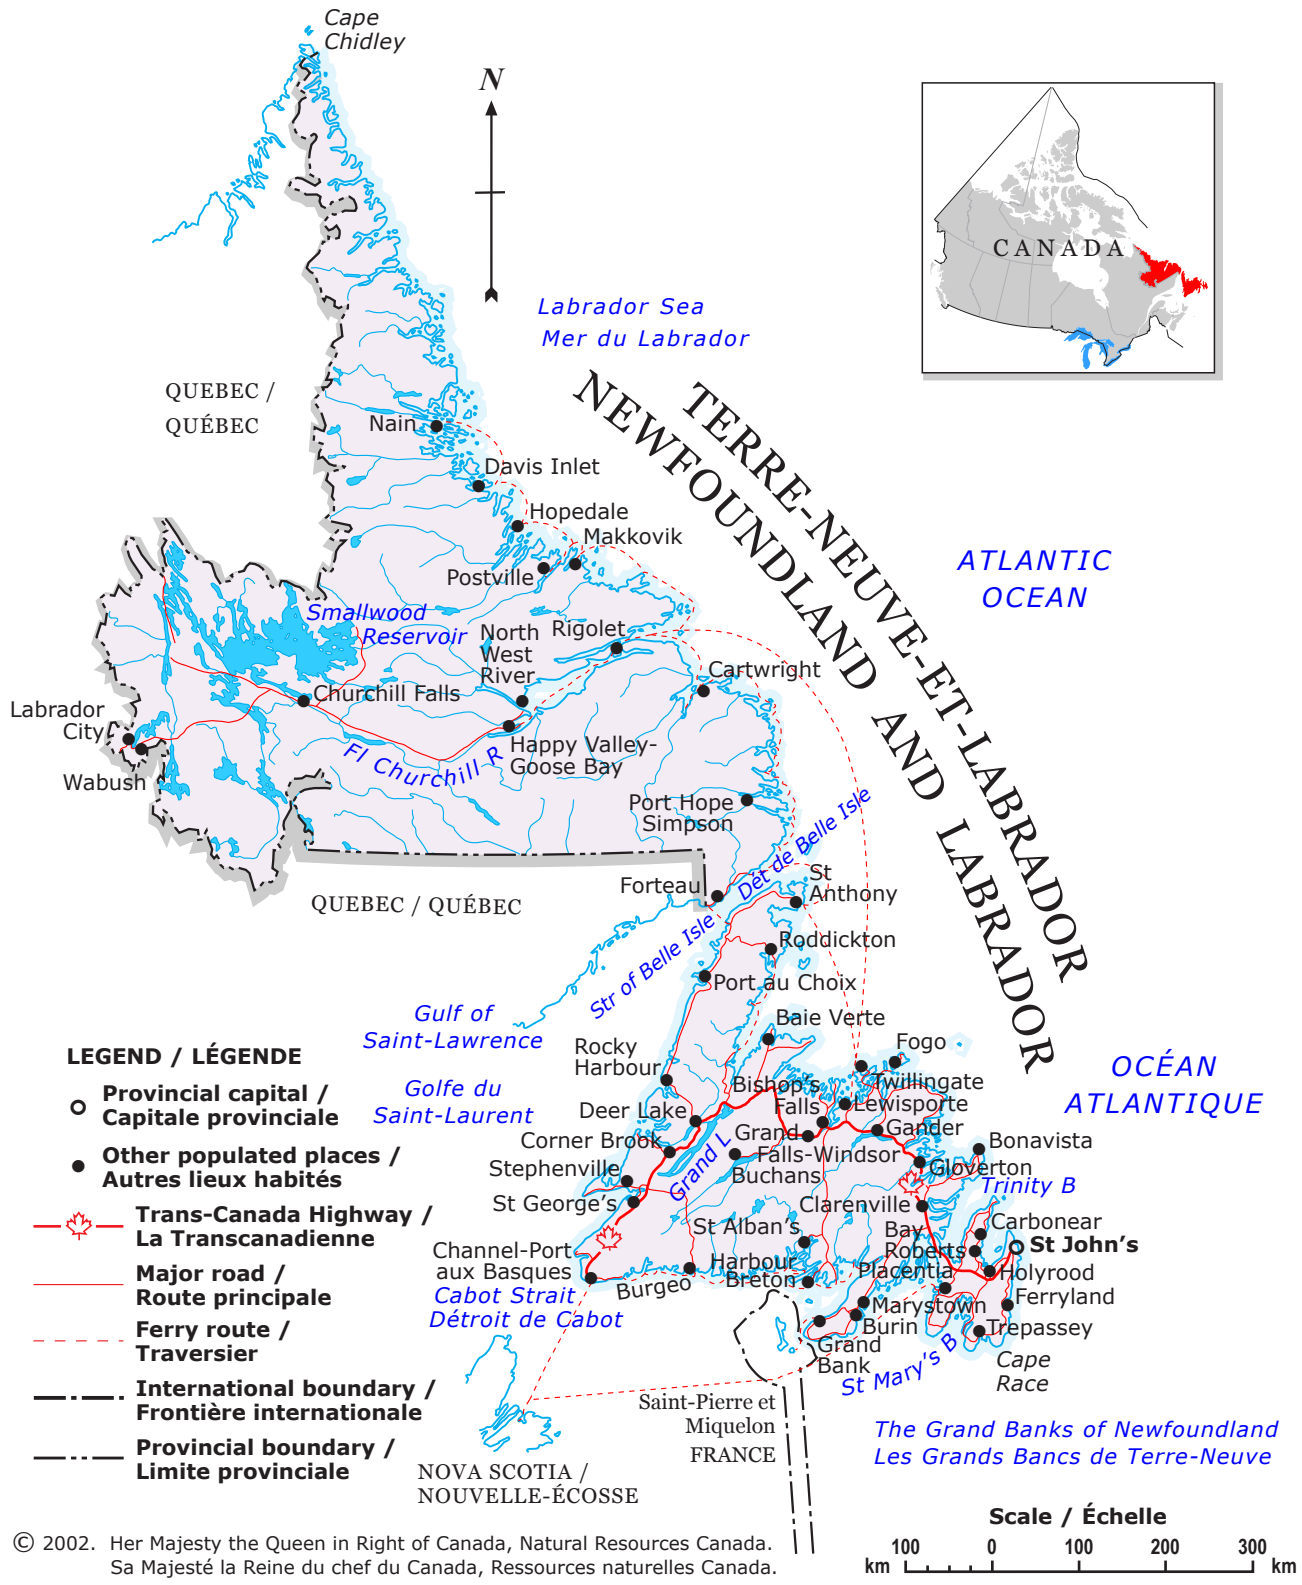 Cape
Chidley
N
CANADA
Labrador Sea
Mer du Labrador
QUEBEC /
QUÉBEC
TERRE-NEUVE-ET-LABRADOR
NEWFOUNDLAND AND LABRADOR
Nain
Davis Inlet
Hopedale
Makkovik
Postville
ATLANTIC
OCEAN
Smallwood
Reservoir
North
West
River
Rigolet
Cartwright
Churchill Falls
Labrador
City
Wabush
Fl Churchill R
Happy Valley-
Goose Bay
Port Hope
Simpson
Dét de Belle Isle
Str of Belle Isle
Forteau
St
Anthony
QUEBEC / QUÉBEC
Roddickton
Port au Choix
Gulf of
Saint-Lawrence
Golfe du
Saint-Laurent
Baie Verte
Fogo
Rocky
Harbour
Twillingate
Bishop's
Falls
Lewisporte
Deer Lake
Grand
Falls-Windsor
Gander
Corner Brook
Bonavista
Stephenville
Grand L
Buchans
Gloverton
Trinity B
St George's
Clarenville
OCÉAN
ATLANTIQUE
St Alban's
Bay
Roberts
Carbonear
St John's
Channel-Port
aux Basques
Harbour
Breton
Placentia
Holyrood
Burgeo
Ferryland
Cabot Strait
Détroit de Cabot
Marystown
Burin
Trepassey
Grand
Bank
St Mary's B
Cape
Race
Saint-Pierre et
Miquelon
FRANCE
The Grand Banks of Newfoundland
Les Grands Bancs de Terre-Neuve
NOVA SCOTIA /
NOUVELLE-ÉCOSSE
LEGEND / LÉGENDE
Provincial capital /
Capitale provinciale
Other populated places /
Autres lieux habités
Trans-Canada Highway /
La Transcanadienne
Major road /
Route principale
Ferry route /
Traversier
International boundary /
Frontière internationale
Provincial boundary /
Limite provinciale
Scale / Échelle
km 100 0 100 200 300 km
© 2002. Her Majesty the Queen in Right of Canada, Natural Resources Canada.
Sa Majesté la Reine du chef du Canada, Ressources naturelles Canada.